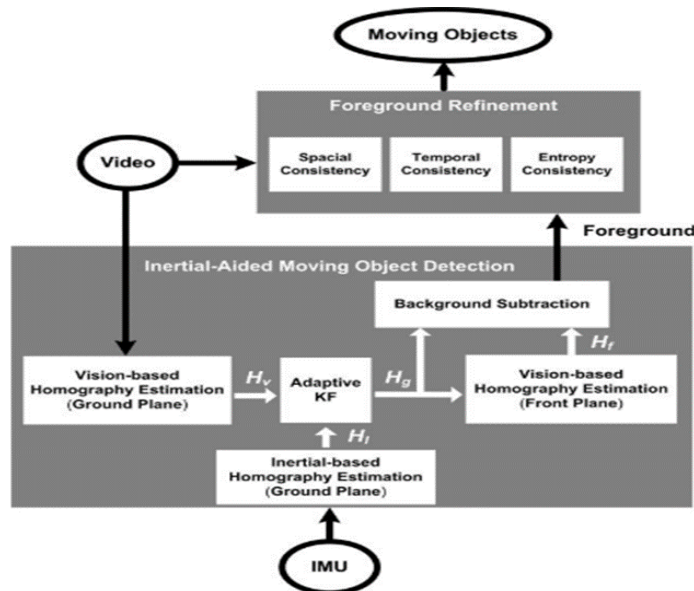 Moving Objects
Foreground Refinement
Video
Spacial
Consistency
Temporal
Consistency
Entropy
Consistency
Foreground
Inertial-Aided Moving Object Detection
Background Subtraction
Vision-based
Homography Estimation
(Ground Plane)
Hv
Adaptive
KF
Hg
Hf
Vision-based
Homography Estimation
(Front Plane)
HI
Inertial-based
Homography Estimation
(Ground Plane)
IMU